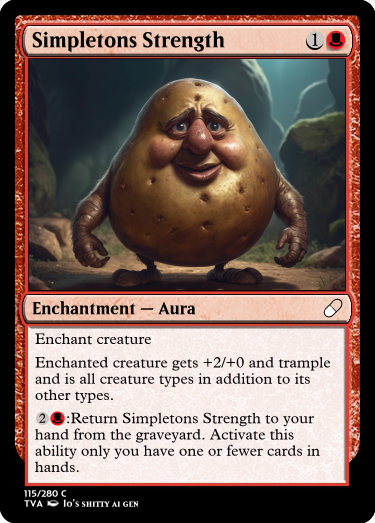 Simpletons Strength 1
Enchantment — Aura
Enchant creature
Enchanted creature gets +2/+0 and trample
and is all creature types in addition to its
other types.
2 :Return Simpletons Strength to your
hand from the graveyard. Activate this
ability only you have one or fewer cards in
hands.
115/280 C
TVA Io's SHITTY AI GEN